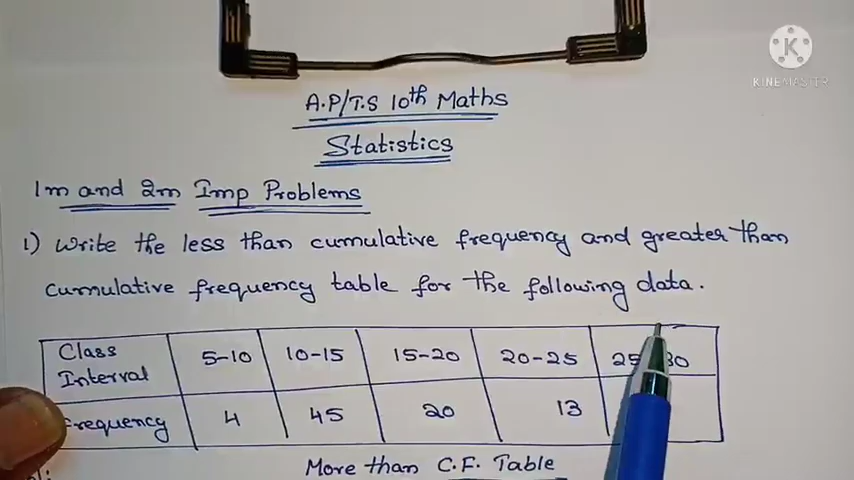 KINEMASTER
A.P/T.S 10th Maths
Statistics
1m and 2m Imp Problems
1) Write the less than cumulative frequency and greater than
cumulative frequency table for the following data.
Class Interval 5-10 10-15 15-20 20-25
Frequency 4 45 20 13
More than C.F. Table